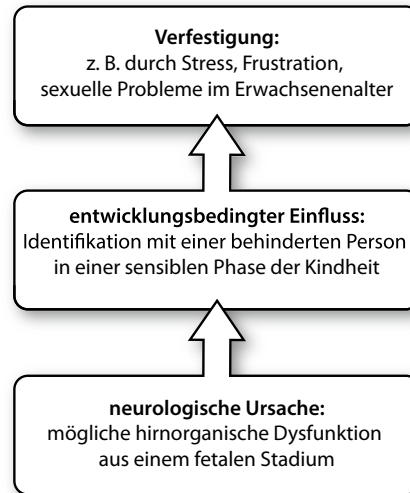 Verfestigung:
z. B. durch Stress, Frustration,
sexuelle Probleme im Erwachsenenalter
entwicklungsbedingter Einfluss:
Identifikation mit einer behinderten Person
in einer sensiblen Phase der Kindheit
neurologische Ursache:
mögliche hirnorganische Dysfunktion
aus einem fetalen Stadium